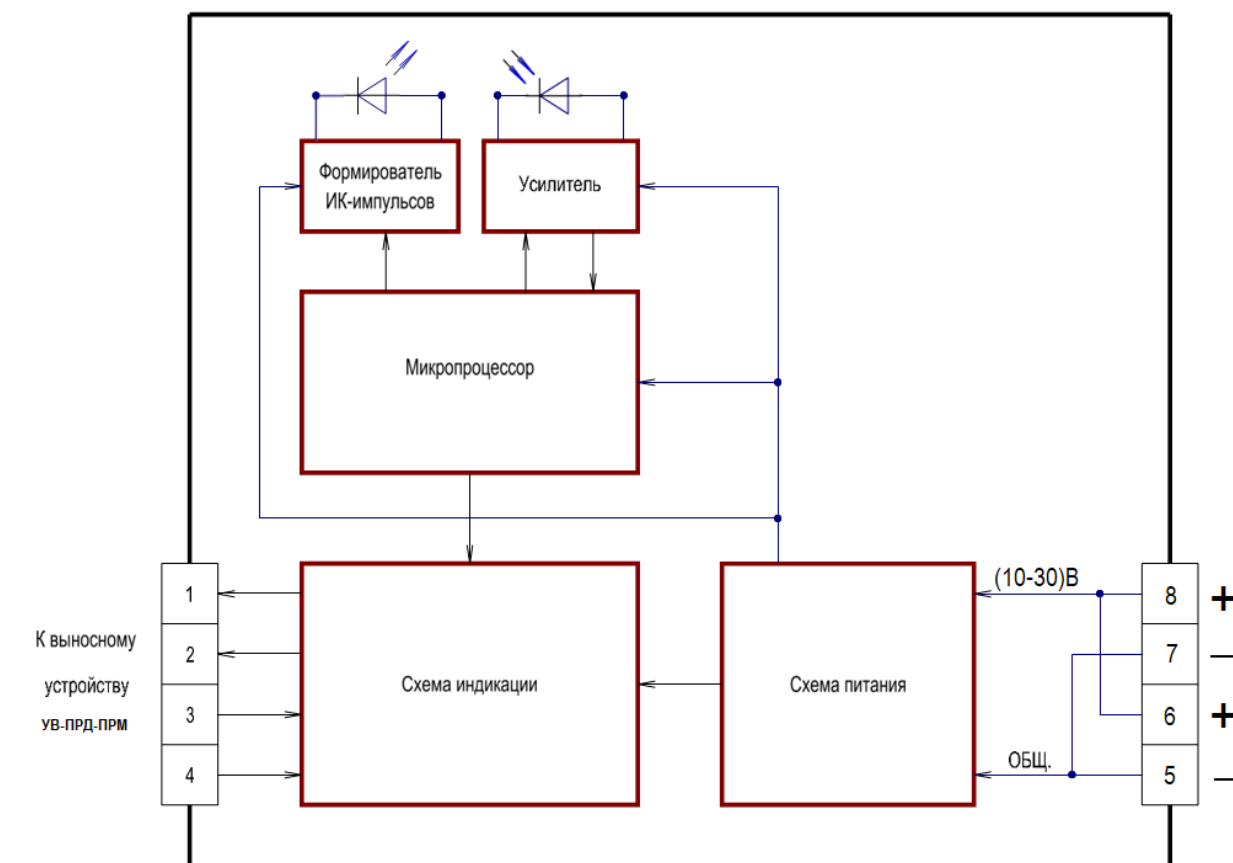 Формирователь
ИК-импульсов
Усилитель
Микропроцессор
1
2
3
4
К выносному
устройству
УВ-ПРД-ПРМ
Схема индикации
Схема питания
(10-30)В
ОБЩ.
8 +
7 –
6 +
5 –